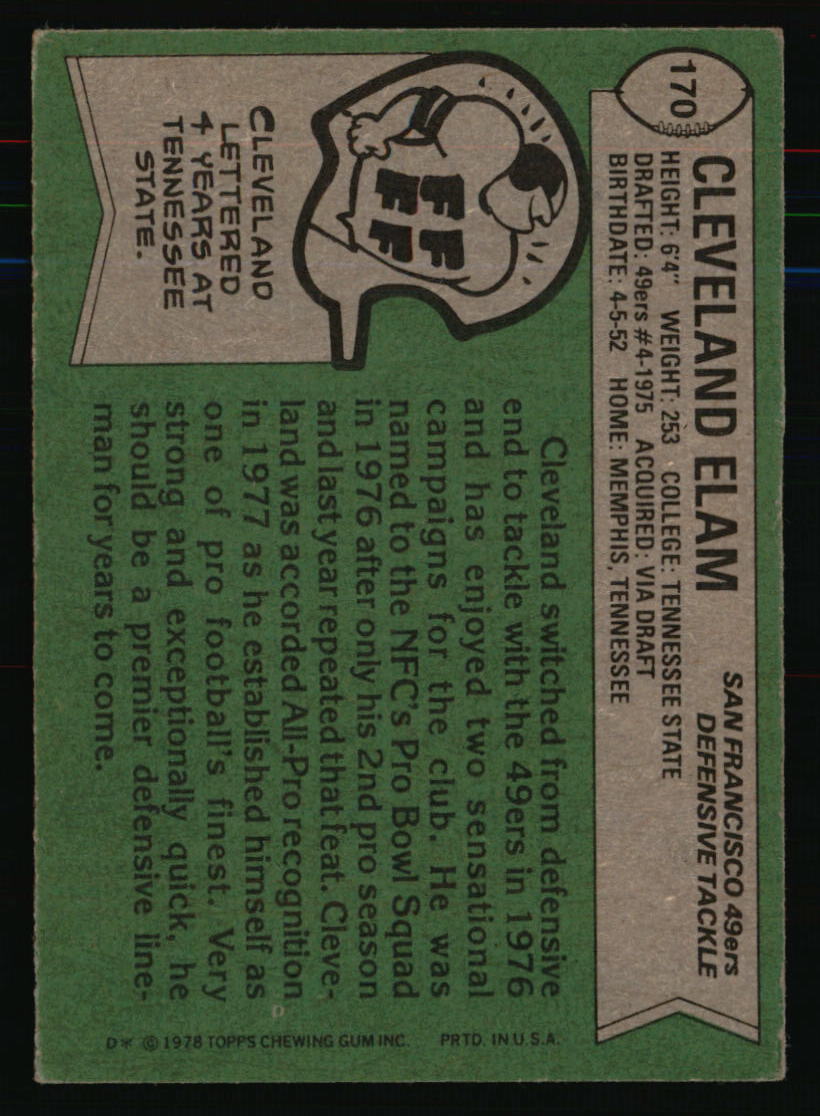 170
CLEVELAND ELAM
SAN FRANCISCO 49ers
DEFENSIVE TACKLE
HEIGHT: 6'4" WEIGHT: 253 COLLEGE: TENNESSEE STATE
DRAFTED: 49ers #4-1975 ACQUIRED: VIA DRAFT
BIRTHDATE: 4-5-52 HOME: MEMPHIS, TENNESSEE
FF
FF
FF
CLEVELAND
LETTERED
4 YEARS AT
TENNESSEE
STATE.
Cleveland switched from defensive
end to tackle with the 49ers in 1976
and has enjoyed two sensational
campaigns for the club. He was
named to the NFC's Pro Bowl Squad
in 1976 after only his 2nd pro season
and last year repeated that feat. Cleve-
land was accorded All-Pro recognition
in 1977 as he established himself as
one of pro football's finest. Very
strong and exceptionally quick, he
should be a premier defensive line-
man for years to come.
D
D* © 1978 TOPPS CHEWING GUM INC. PRTD. IN U.S.A.